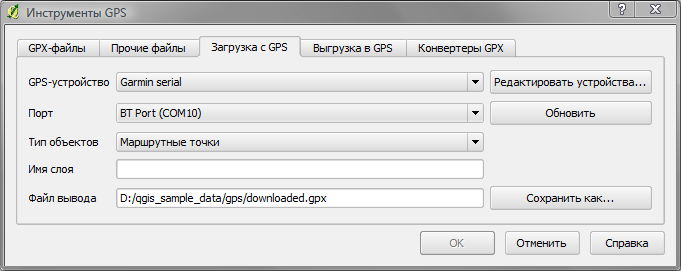 Инструменты GPS
GPX-файлы Прочие файлы Загрузка с GPS Выгрузка в GPS Конвертеры GPX
GPS-устройство Garmin serial Редактировать устройства...
Порт BT Port (COM10) Обновить
Тип объектов Маршрутные точки
Имя слоя
Файл вывода D:/qgis_sample_data/gps/downloaded.gpx Сохранить как...
OK Отменить Справка